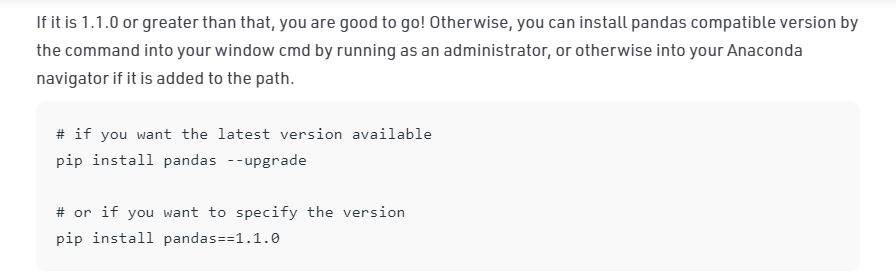 If it is 1.1.0 or greater than that, you are good to go! Otherwise, you can install pandas compatible version by
the command into your window cmd by running as an administrator, or otherwise into your Anaconda
navigator if it is added to the path.
# if you want the latest version available
pip install pandas --upgrade
# or if you want to specify the version
pip install pandas==1.1.0